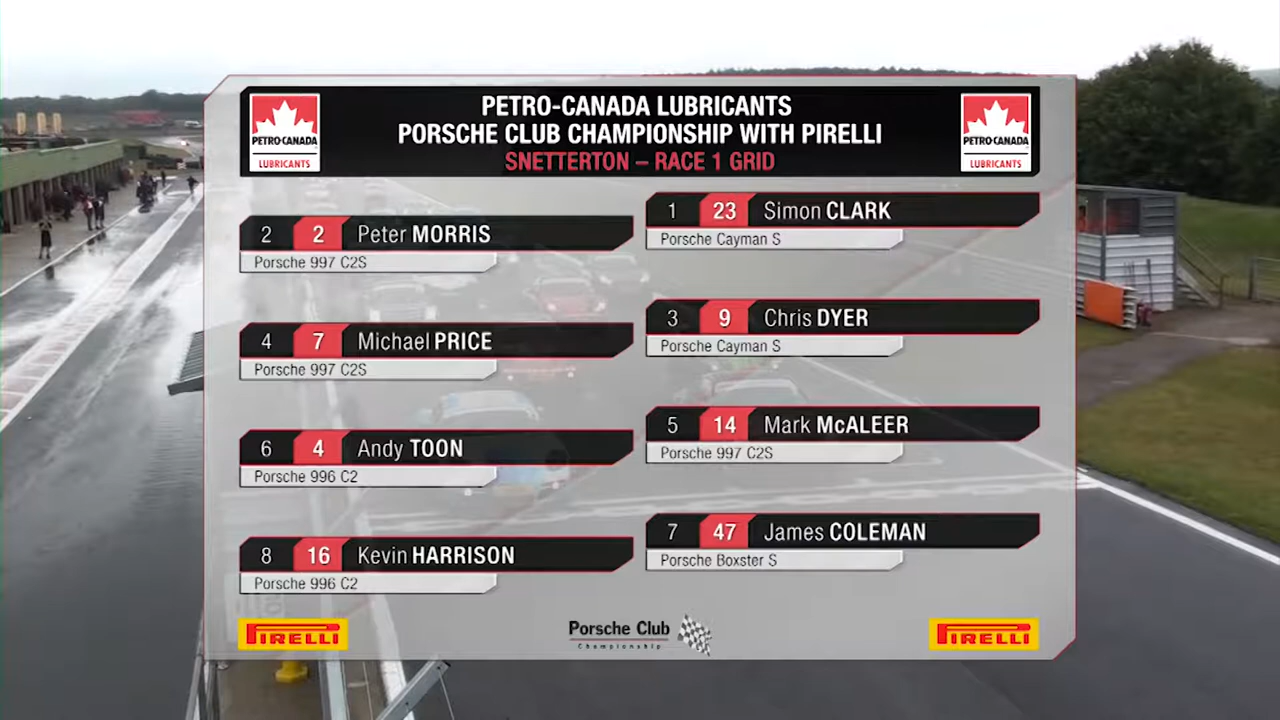 PETRO-CANADA LUBRICANTS
PORSCHE CLUB CHAMPIONSHIP WITH PIRELLI
SNETTERTON – RACE 1 GRID
PETRO-CANADA
LUBRICANTS
PETRO-CANADA
LUBRICANTS
1 23 Simon CLARK
Porsche Cayman S
2 2 Peter MORRIS
Porsche 997 C2S
3 9 Chris DYER
Porsche Cayman S
4 7 Michael PRICE
Porsche 997 C2S
5 14 Mark McALEER
Porsche 997 C2S
6 4 Andy TOON
Porsche 996 C2
7 47 James COLEMAN
Porsche Boxster S
8 16 Kevin HARRISON
Porsche 996 C2
PIRELLI
Porsche Club
Championship
PIRELLI